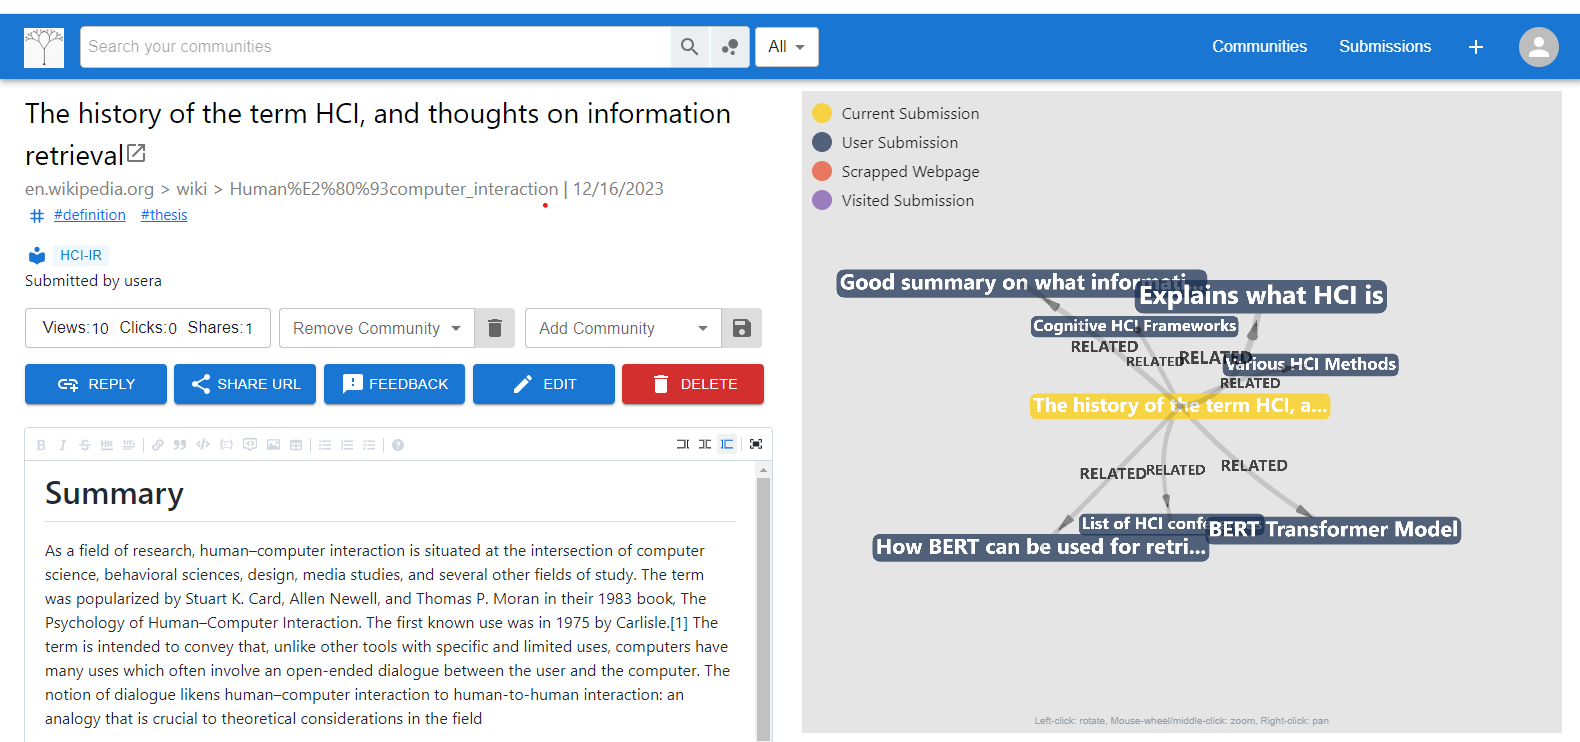 Search your communities
All
Communities
Submissions
The history of the term HCI, and thoughts on information
retrieval
en.wikipedia.org > wiki > Human%E2%80%93computer_interaction | 12/16/2023
#definition #thesis
HCI-IR
Submitted by usera
Views:10 Clicks:0 Shares:1
Remove Community
Add Community
REPLY
SHARE URL
FEEDBACK
EDIT
DELETE
Summary
As a field of research, human–computer interaction is situated at the intersection of computer
science, behavioral sciences, design, media studies, and several other fields of study. The term
was popularized by Stuart K. Card, Allen Newell, and Thomas P. Moran in their 1983 book, The
Psychology of Human–Computer Interaction. The first known use was in 1975 by Carlisle.[1] The
term is intended to convey that, unlike other tools with specific and limited uses, computers have
many uses which often involve an open-ended dialogue between the user and the computer. The
notion of dialogue likens human–computer interaction to human-to-human interaction: an
analogy that is crucial to theoretical considerations in the field
Current Submission
User Submission
Scrapped Webpage
Visited Submission
Good summary on what informati...
Explains what HCI is
Cognitive HCI Frameworks
RELATED
RELATED
RELATED
Various HCI Methods
RELATED
The history of the term HCI, a...
RELATED
RELATED
RELATED
List of HCI
BERT Transformer Model
How BERT can be used for retri...
Left-click: rotate, Mouse-wheel/middle-click: zoom, Right-click: pan